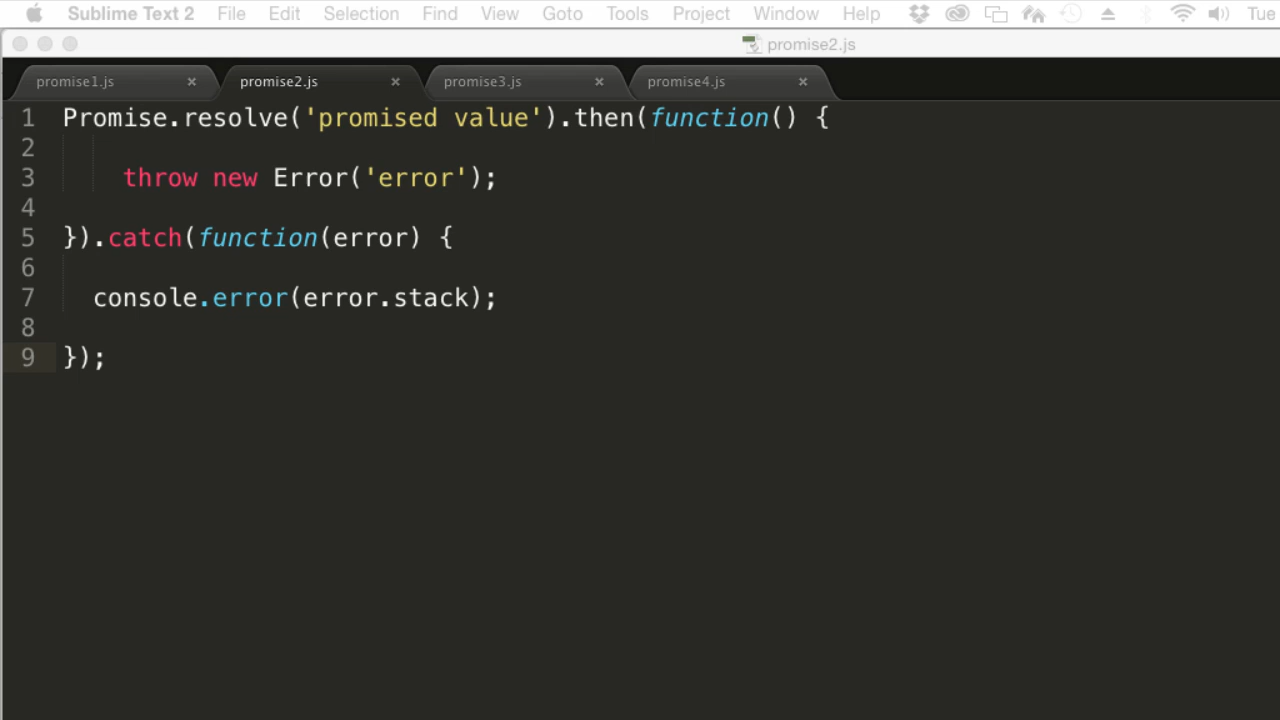 Sublime Text 2 File Edit Selection Find View Goto Tools Project Window Help Tue
promise2.js
promise1.js × promise2.js × promise3.js × promise4.js ×
1 Promise.resolve('promised value').then(function() {
2
3 throw new Error('error');
4
5 }).catch(function(error) {
6
7 console.error(error.stack);
8
9 });